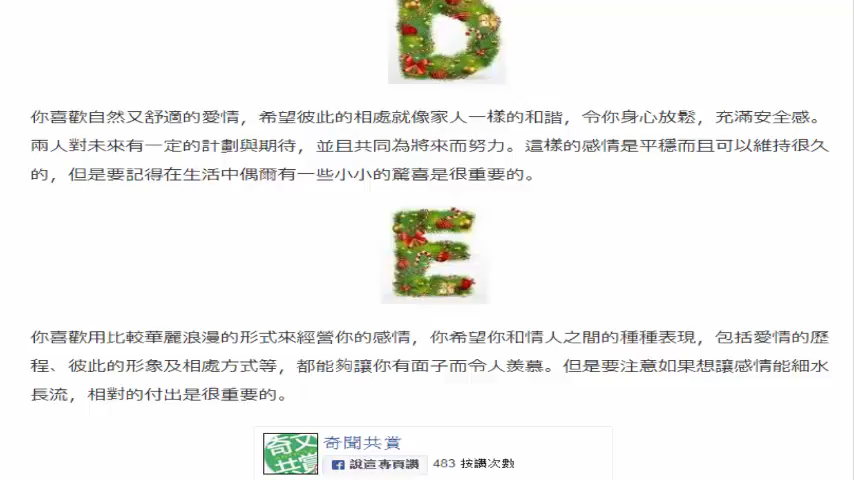 D
你喜歡自然又舒適的愛情，希望彼此的相處就像家人一樣的和諧，令你身心放鬆，充滿安全感。
兩人對未來有一定的計劃與期待，並且共同為將來而努力。這樣的感情是平穩而且可以維持很久
的，但是要記得在生活中偶爾有一些小小的驚喜是很重要的。
E
你喜歡用比較華麗浪漫的形式來經營你的感情，你希望你和情人之間的種種表現，包括愛情的歷
程、彼此的形象及相處方式等，都能夠讓你有面子而令人羨慕。但是要注意如果想讓感情能細水
長流，相對的付出是很重要的。
奇文
共賞
奇聞共賞
說這專頁讚 483 按讚次數